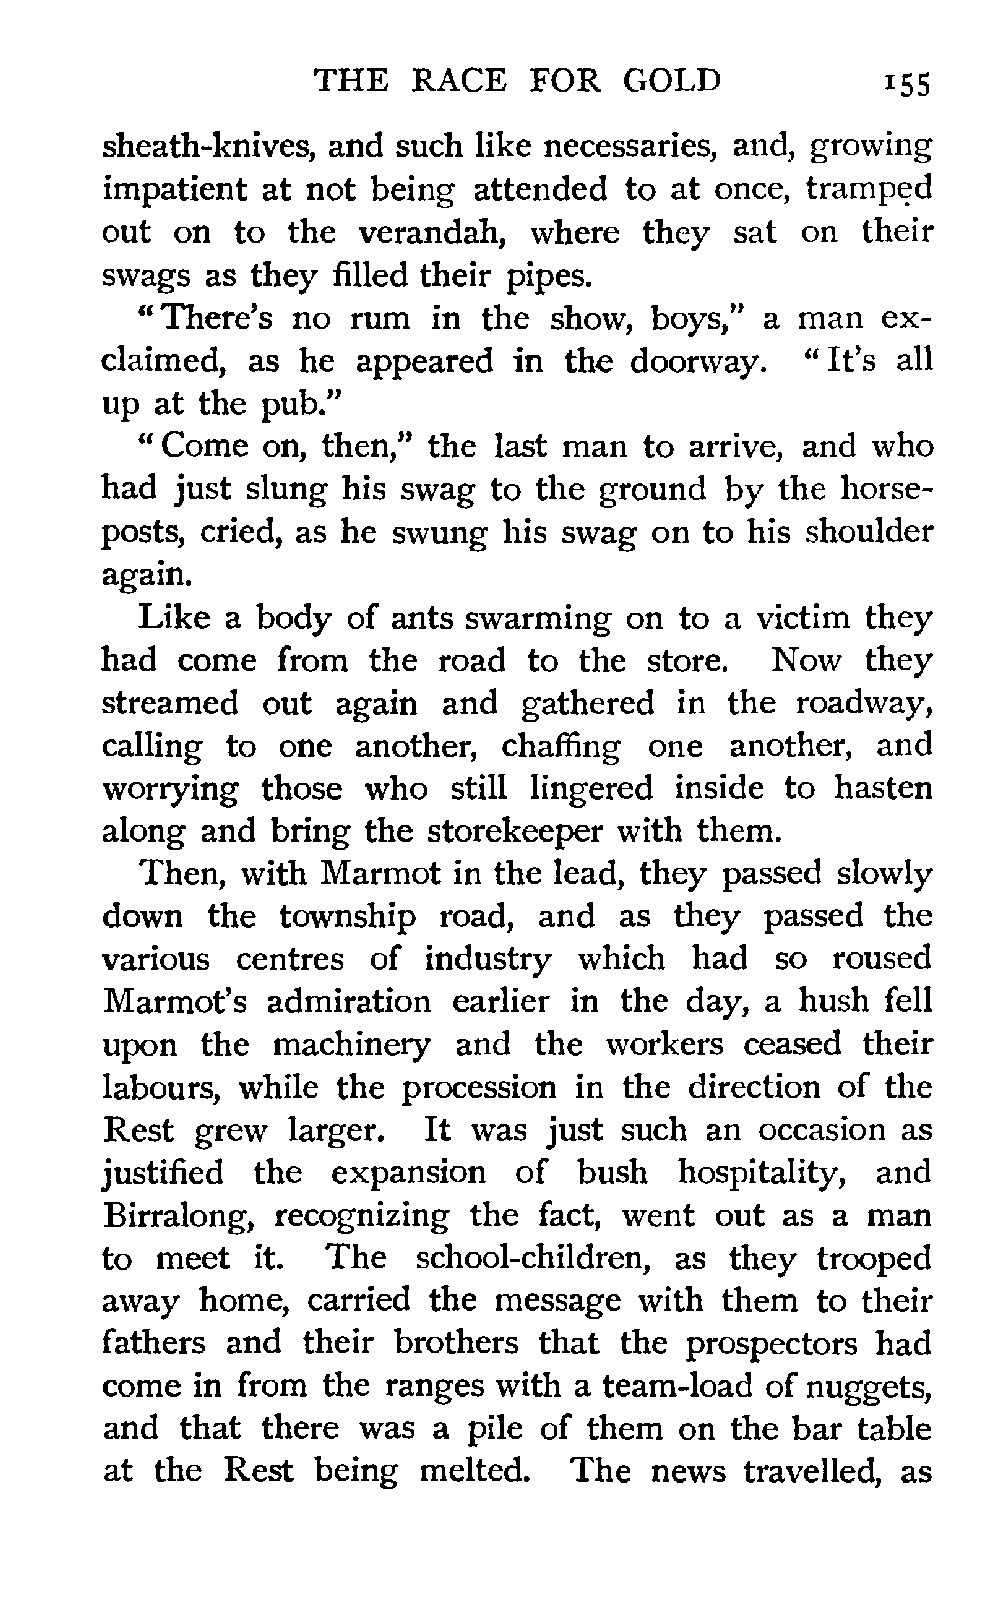 THE RACE FOR GOLD 155
sheath-knives, and such like necessaries, and, growing
impatient at not being attended to at once, tramped
out on to the verandah, where they sat on their
swags as they filled their pipes.
"There's no rum in the show, boys," a man ex-
claimed, as he appeared in the doorway. "It's all
up at the pub."
"Come on, then," the last man to arrive, and who
had just slung his swag to the ground by the horse-
posts, cried, as he swung his swag on to his shoulder
again.
Like a body of ants swarming on to a victim they
had come from the road to the store. Now they
streamed out again and gathered in the roadway,
calling to one another, chaffing one another, and
worrying those who still lingered inside to hasten
along and bring the storekeeper with them.
Then, with Marmot in the lead, they passed slowly
down the township road, and as they passed the
various centres of industry which had so roused
Marmot's admiration earlier in the day, a hush fell
upon the machinery and the workers ceased their
labours, while the procession in the direction of the
Rest grew larger. It was just such an occasion as
justified the expansion of bush hospitality, and
Birralong, recognizing the fact, went out as a man
to meet it. The school-children, as they trooped
away home, carried the message with them to their
fathers and their brothers that the prospectors had
come in from the ranges with a team-load of nuggets,
and that there was a pile of them on the bar table
at the Rest being melted. The news travelled, as